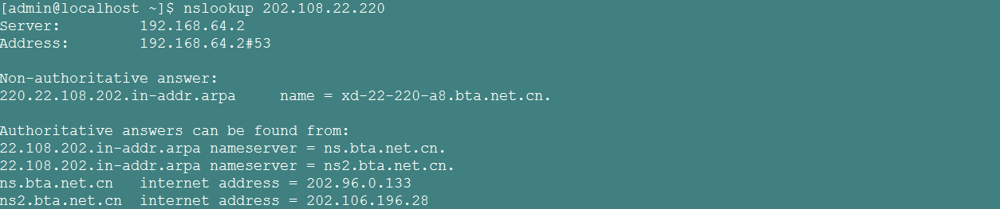 [admin@localhost ~]$ nslookup 202.108.22.220
Server:         192.168.64.2
Address:        192.168.64.2#53

Non-authoritative answer:
220.22.108.202.in-addr.arpa     name = xd-22-220-a8.bta.net.cn.

Authoritative answers can be found from:
22.108.202.in-addr.arpa nameserver = ns.bta.net.cn.
22.108.202.in-addr.arpa nameserver = ns2.bta.net.cn.
ns.bta.net.cn   internet address = 202.96.0.133
ns2.bta.net.cn  internet address = 202.106.196.28